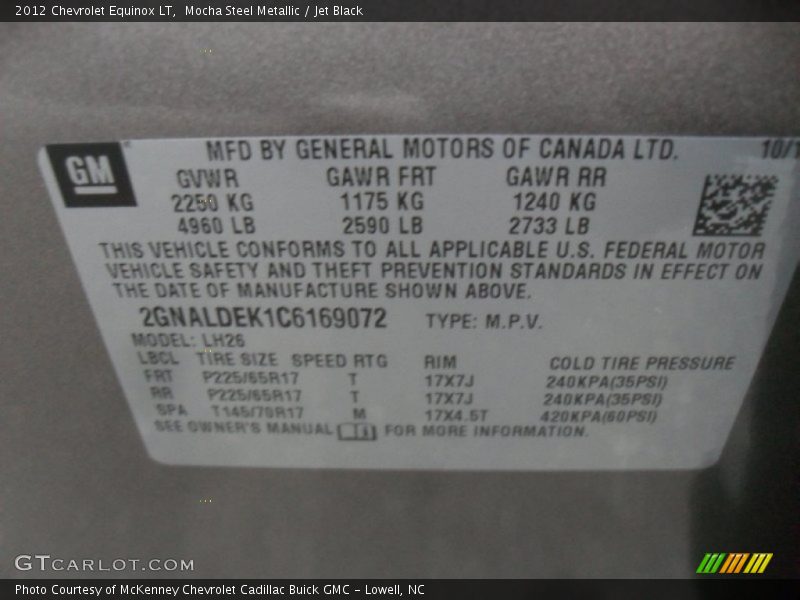 2012 Chevrolet Equinox LT, Mocha Steel Metallic / Jet Black
GM
MFD BY GENERAL MOTORS OF CANADA LTD. 10/1
GVWR GAWR FRT GAWR RR
2250 KG 1175 KG 1240 KG
4960 LB 2590 LB 2733 LB
THIS VEHICLE CONFORMS TO ALL APPLICABLE U.S. FEDERAL MOTOR
VEHICLE SAFETY AND THEFT PREVENTION STANDARDS IN EFFECT ON
THE DATE OF MANUFACTURE SHOWN ABOVE.
2GNALDEK1C6169072 TYPE: M.P.V.
MODEL: LH26
LBCL TIRE SIZE SPEED RTG RIM COLD TIRE PRESSURE
FRT P225/65R17 T 17X7J 240KPA(35PSI)
RR P225/65R17 T 17X7J 240KPA(35PSI)
SPA T145/70R17 M 17X4.5T 420KPA(60PSI)
SEE OWNER'S MANUAL FOR MORE INFORMATION.
GTCARLOT.COM
Photo Courtesy of McKenney Chevrolet Cadillac Buick GMC - Lowell, NC